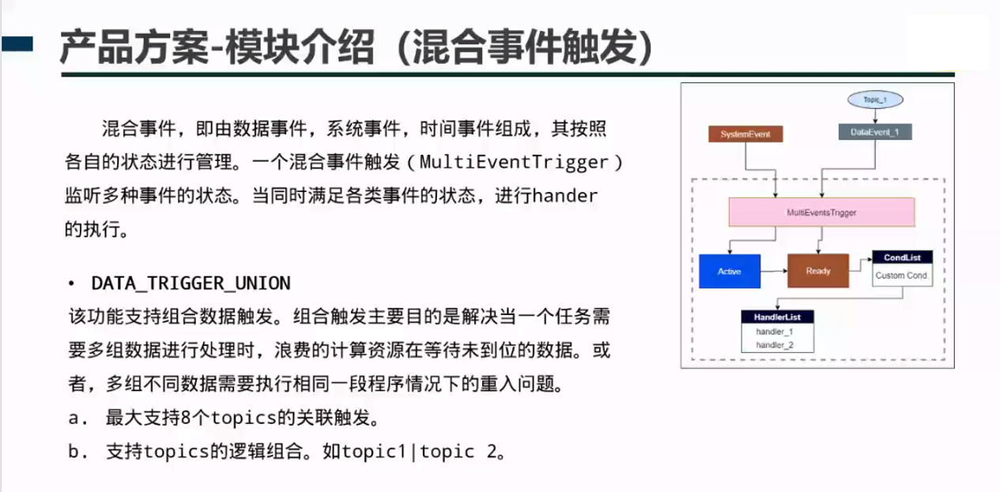 产品方案-模块介绍（混合事件触发）
混合事件，即由数据事件，系统事件，时间事件组成，其按照
各自的状态进行管理。一个混合事件触发（MultiEventTrigger）
监听多种事件的状态。当同时满足各类事件的状态，进行hander
的执行。
• DATA_TRIGGER_UNION
该功能支持组合数据触发。组合触发主要目的是解决当一个任务需
要多组数据进行处理时，浪费的计算资源在等待未到位的数据。或
者，多组不同数据需要执行相同一段程序情况下的重入问题。
a. 最大支持8个topics的关联触发。
b. 支持topics的逻辑组合。如topic1|topic 2。
Topic_1
SystemEvent
DataEvent_1
MultiEventsTrigger
Active
Ready
CondList
Custom Cond.
HandlerList
handler_1
handler_2